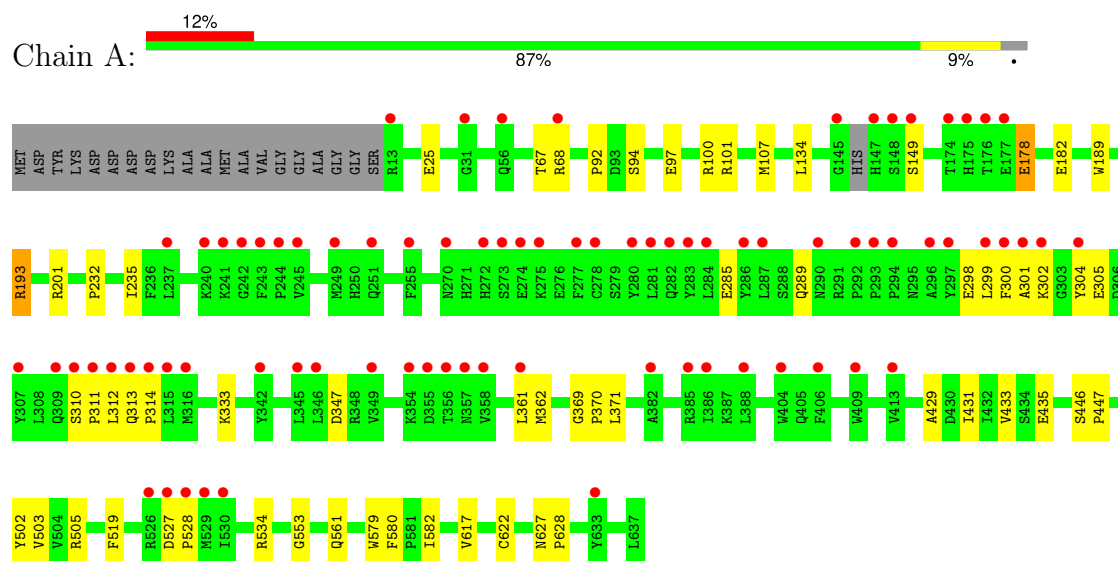 12%
Chain A:
87% 9% •
MET ASP TYR LYS ASP ASP ASP ASP LYS ALA ALA MET ALA VAL GLY GLY ALA GLY GLY SER R13 E25 G31 Q56 T67 R68 P92 D93 S94 E97 R100 R101 M107 L134 G145 HIS H147 S148 S149 T174 H175 T176 E177 E178 E182 W189
R193 R201 P232 I235 F236 L237 K240 K241 G242 F243 P244 V245 M249 H250 Q251 F255 N270 H271 H272 S273 E274 K275 E276 F277 C278 S279 Y280 L281 Q282 Y283 L284 E285 Y286 L287 S288 Q289 N290 R291 P292 P293 P294 N295 A296 Y297 E298 L299 F300 A301 K302 G303 Y304 E305 D306
Y307 L308 Q309 S310 P311 L312 Q313 P314 L315 M316 K333 Y342 L345 L346 D347 R348 V349 K354 D355 T356 N357 V358 L361 M362 G369 P370 L371 A382 R385 I386 K387 L388 W404 Q405 F406 W409 V413 A429 D430 I431 I432 V433 S434 E435 S446 P447
Y502 V503 V504 R505 F519 R526 D527 P528 M529 I530 R534 G553 Q561 W579 F580 P581 I582 V617 C622 N627 P628 Y633 L637